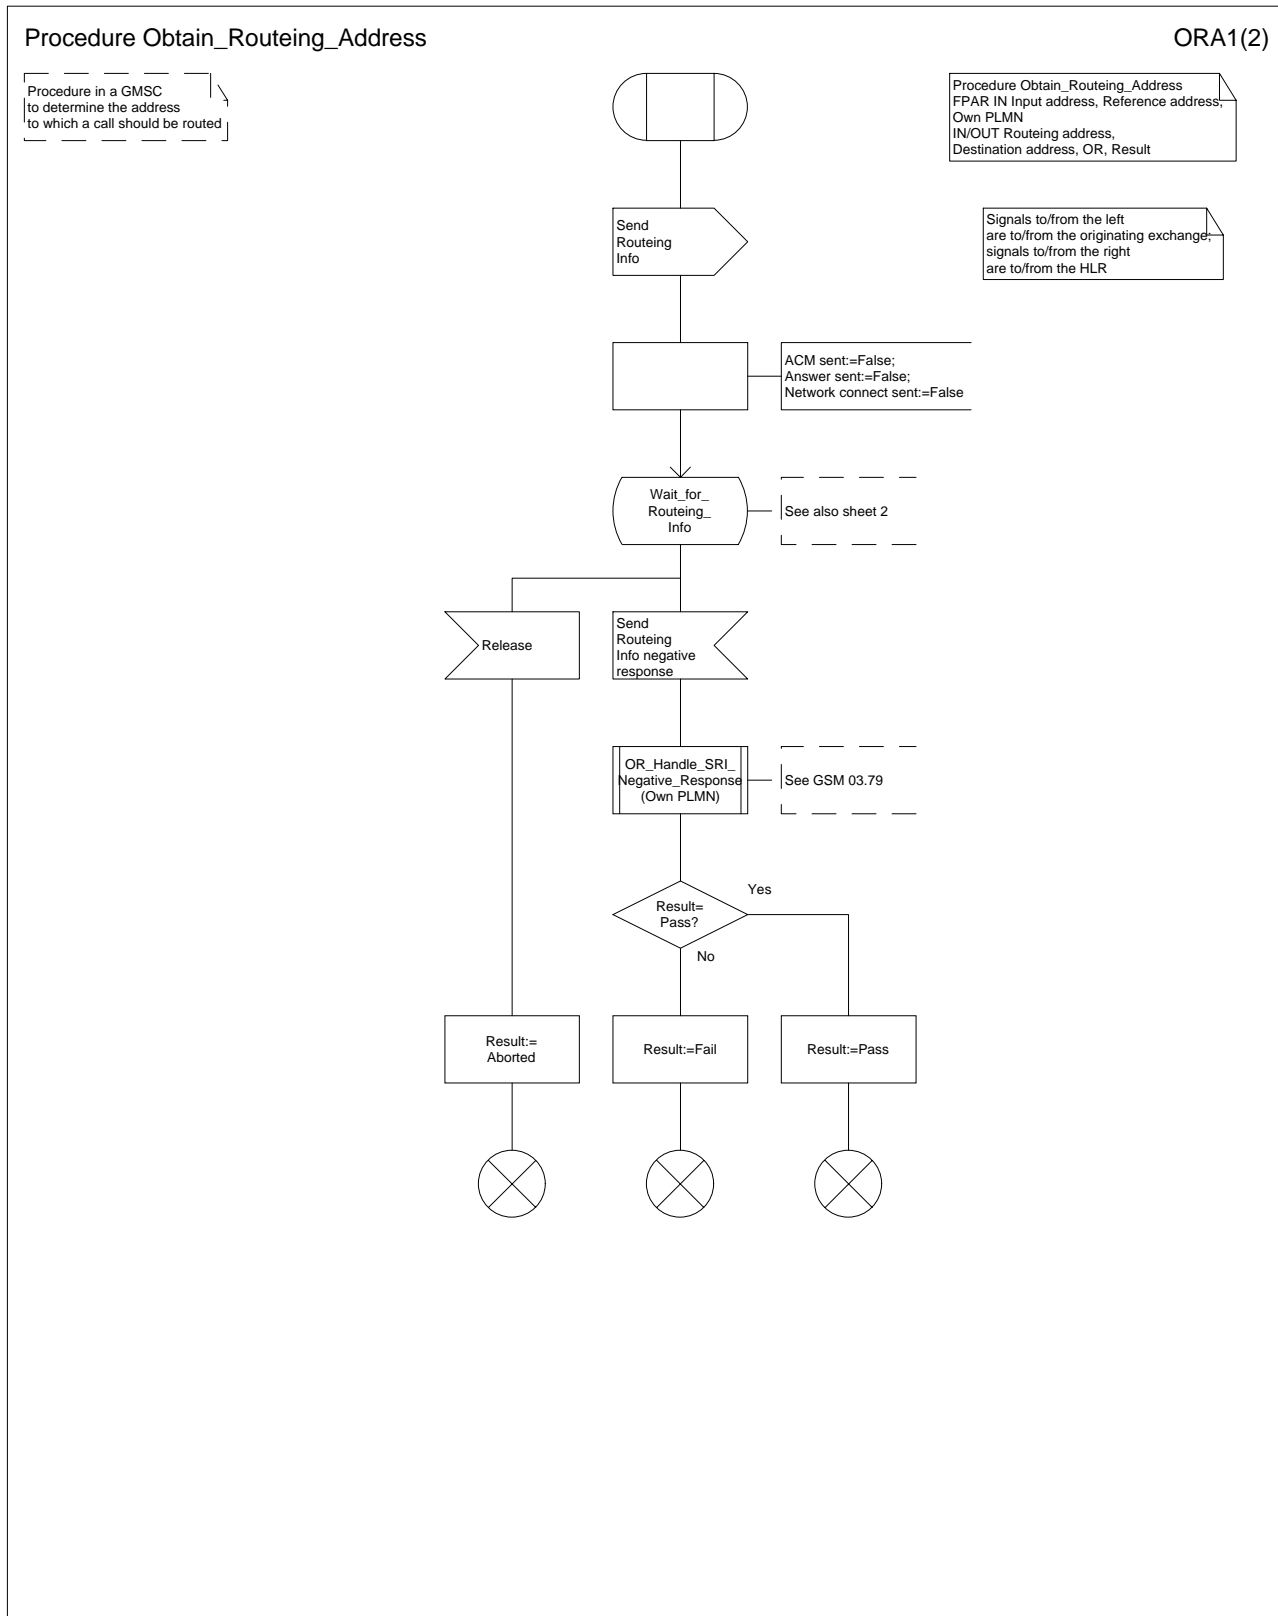 Procedure Obtain_Routeing_Address
ORA1(2)
Procedure in a GMSC
to determine the address
to which a call should be routed
Procedure Obtain_Routeing_Address
FPAR IN Input address, Reference address,
Own PLMN
IN/OUT Routeing address,
Destination address, OR, Result
Send
Routeing
Info
Signals to/from the left
are to/from the originating exchange;
signals to/from the right
are to/from the HLR
ACM sent:=False;
Answer sent:=False;
Network connect sent:=False
Wait_for_
Routeing_
Info
See also sheet 2
Release
Send
Routeing
Info negative
response
OR_Handle_SRI_
Negative_Response
(Own PLMN)
See GSM 03.79
Result=
Pass?
Yes
No
Result:=
Aborted
Result:=Fail
Result:=Pass